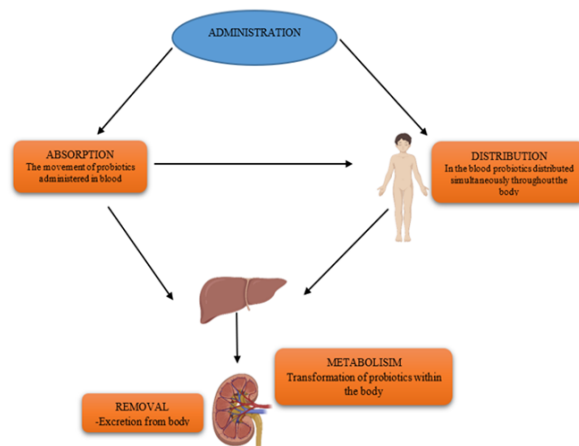 ADMINISTRATION
ABSORPTION
The movement of probiotics
administered in blood
DISTRIBUTION
In the blood probiotics distributed
simultaneously throughout the
body
METABOLISIM
Transformation of probiotics within
the body
REMOVAL
-Excretion from body